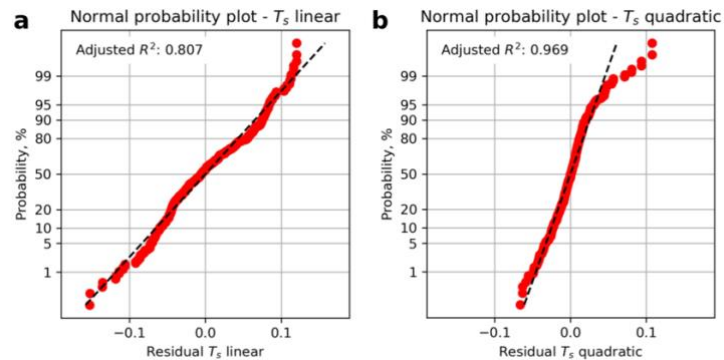 a
Normal probability plot - Ts linear
Adjusted R²: 0.807
99
95
90
80
50
20
10
5
1
Probability, %
−0.1
0.0
0.1
Residual Ts linear
b
Normal probability plot - Ts quadratic
Adjusted R²: 0.969
99
95
90
80
50
20
10
5
1
Probability, %
−0.1
0.0
0.1
Residual Ts quadratic